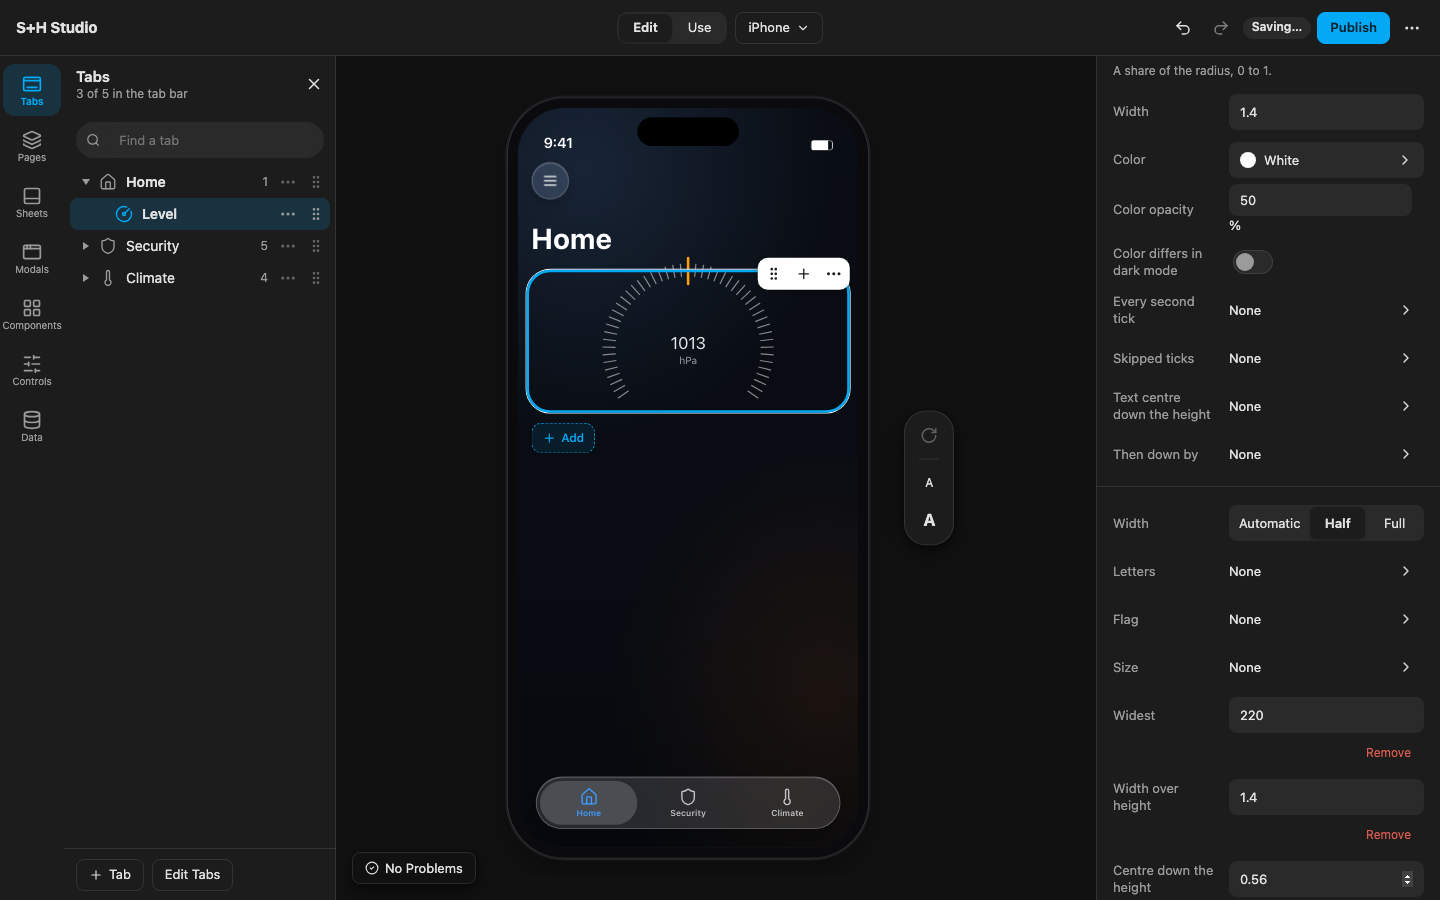 S+H Studio
Edit
Use
iPhone
Saving...
Publish
Tabs
Pages
Sheets
Modals
Components
Controls
Data
Tabs
3 of 5 in the tab bar
Find a tab
Home
1
Level
Security
5
Climate
4
Tab
Edit Tabs
9:41
Home
1013
hPa
Add
Home
Security
Climate
A
A
No Problems
A share of the radius, 0 to 1.
Width
1.4
Color
White
Color opacity
50
%
Color differs in
dark mode
Every second
tick
None
Skipped ticks
None
Text centre
down the height
None
Then down by
None
Width
Automatic
Half
Full
Letters
None
Flag
None
Size
None
Widest
220
Remove
Width over
height
1.4
Remove
Centre down the
height
0.56